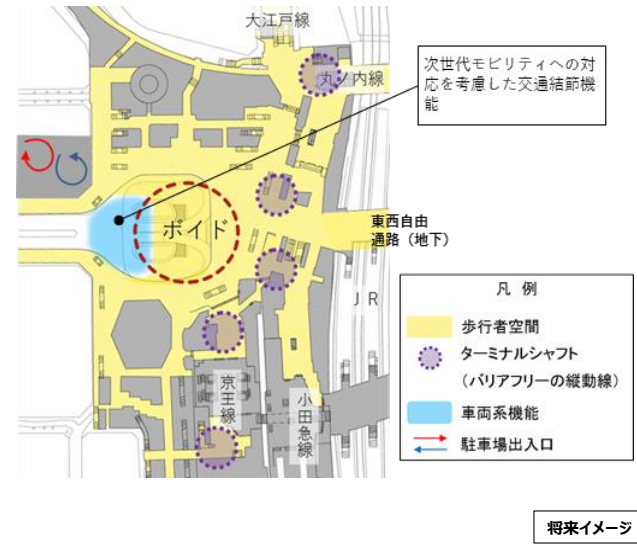 大江戸線
丸ノ内線
次世代モビリティへの対
応を考慮した交通結節機
能
ボイド
東西自由
通路（地下）
ＪＲ
京王線
小田急線
凡 例
歩行者空間
ターミナルシャフト
（バリアフリーの縦動線）
車両系機能
駐車場出入口
将来イメージ